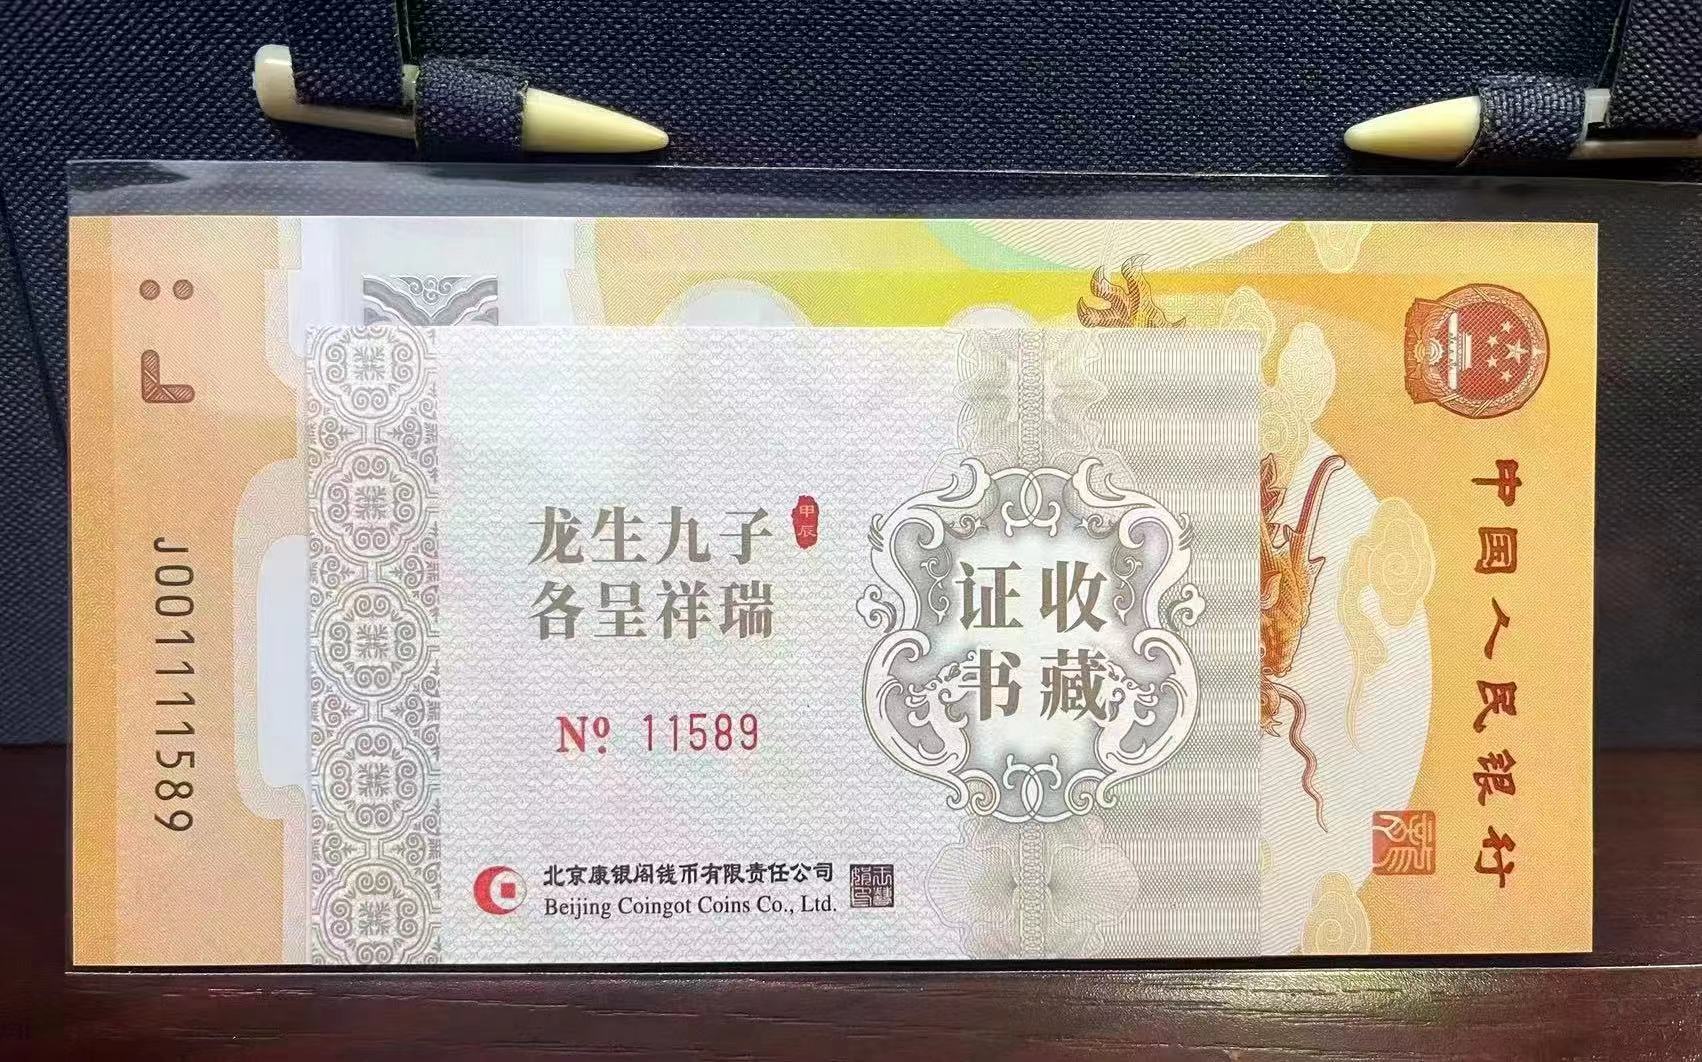 J0011111589
龙生九子
甲辰
各呈祥瑞
№ 11589
收藏
证书
北京康银阁钱币有限责任公司
Beijing Coingot Coins Co., Ltd.
中国人民银行